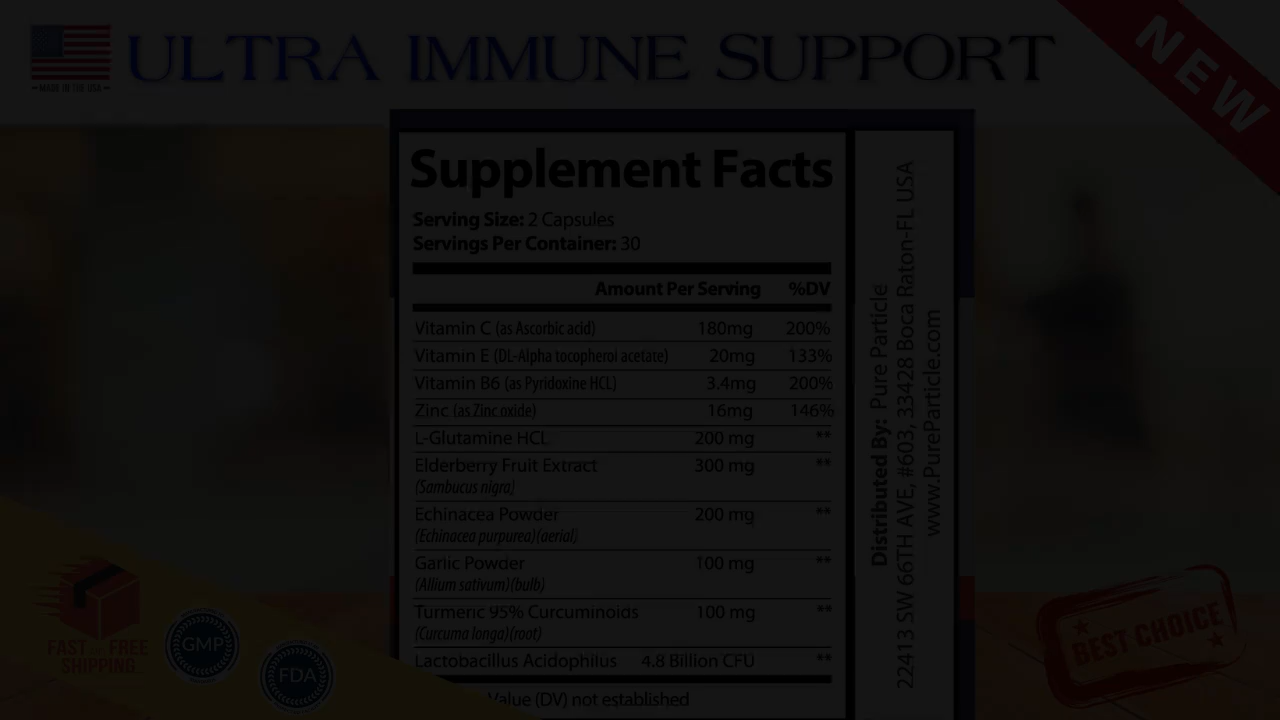 ULTRA IMMUNE SUPPORT
NEW
MADE IN THE USA
Supplement Facts
Serving Size: 2 Capsules
Servings Per Container: 30
Amount Per Serving %DV
Vitamin C (as Ascorbic acid) 180mg 200%
Vitamin E (DL-Alpha tocopherol acetate) 20mg 133%
Vitamin B6 (as Pyridoxine HCL) 3.4mg 200%
Zinc (as Zinc oxide) 16mg 146%
L-Glutamine HCL 200 mg **
Elderberry Fruit Extract 300 mg **
(Sambucus nigra)
Echinacea Powder 200 mg **
(Echinacea purpurea)(aerial)
Garlic Powder 100 mg **
(Allium sativum)(bulb)
Turmeric 95% Curcuminoids 100 mg **
(Curcuma longa)(root)
Lactobacillus Acidophilus 4.8 Billion CFU **
Value (DV) not established
Distributed By: Pure Particle
22413 SW 66TH AVE, #603, 33428 Boca Raton-FL USA
www.PureParticle.com
FAST FREE
SHIPPING
GMP
FDA
BEST CHOICE